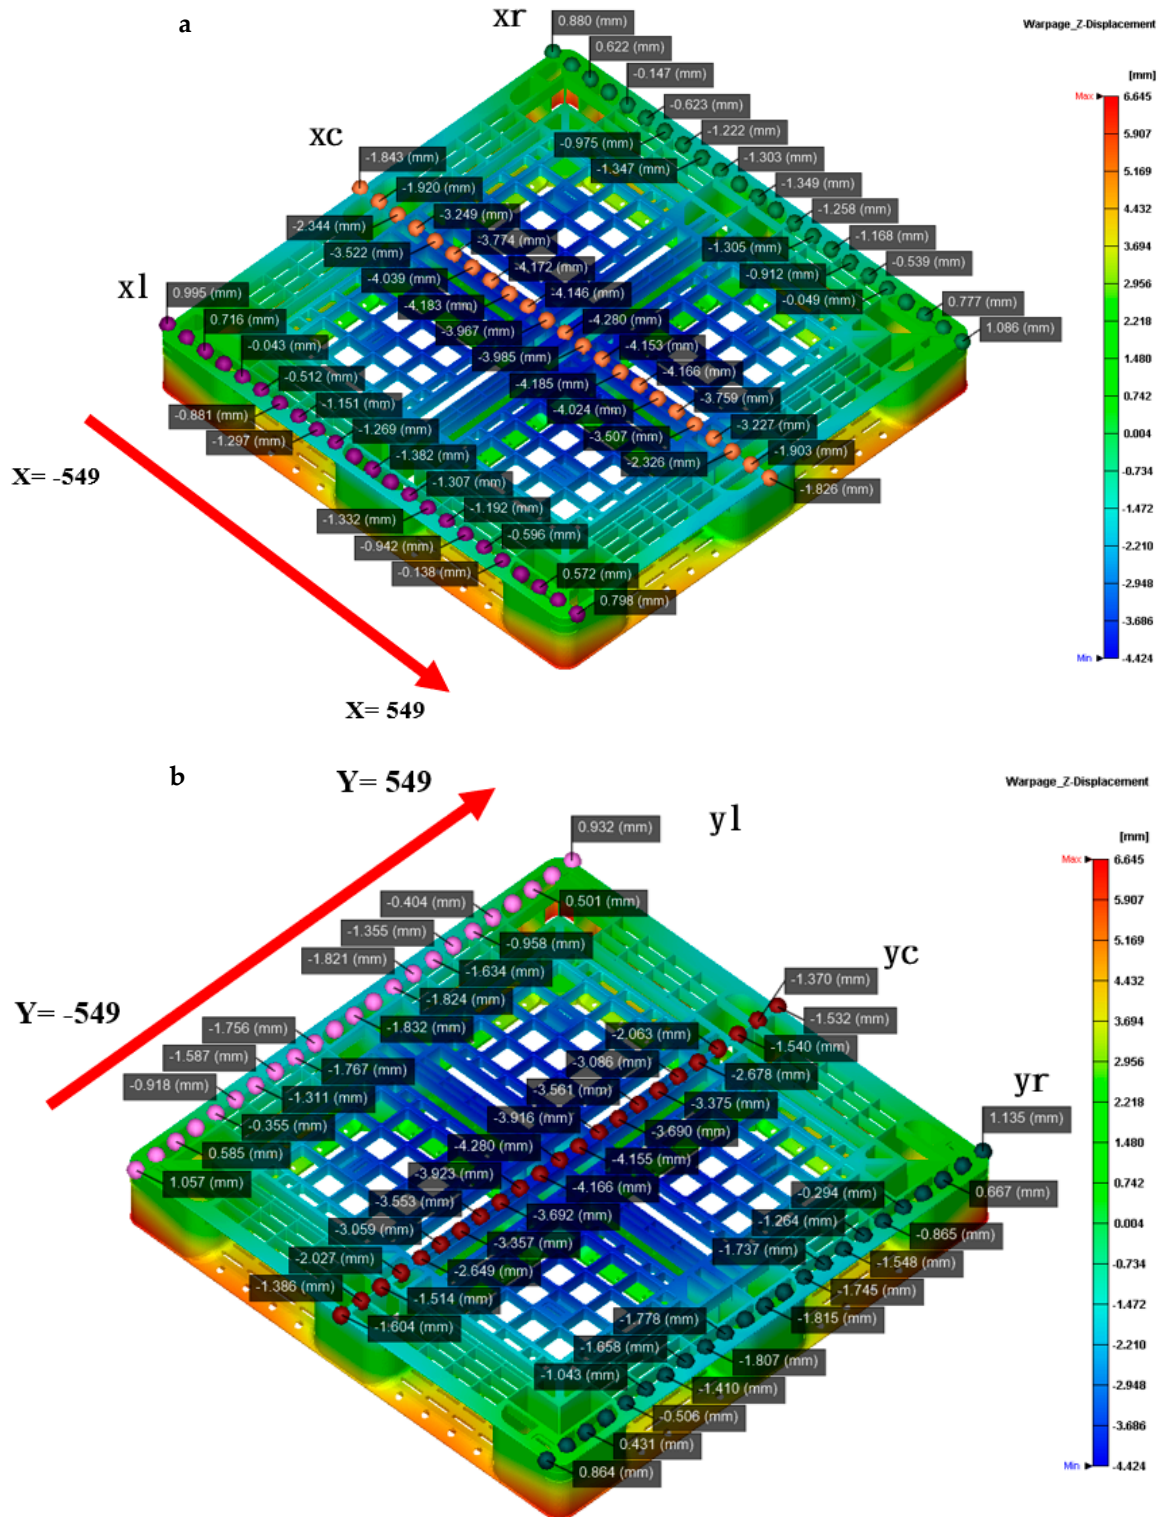 a
xr
0.880 (mm)
Warpage_Z-Displacement
0.622 (mm)
-0.147 (mm)
[mm]
Max
6.645
-0.623 (mm)
xc
-0.975 (mm)
-1.222 (mm)
5.907
-1.843 (mm)
-1.347 (mm)
-1.303 (mm)
5.169
-1.920 (mm)
-1.349 (mm)
-2.344 (mm)
-3.249 (mm)
-1.258 (mm)
4.432
-3.522 (mm)
-3.774 (mm)
-1.305 (mm)
-1.168 (mm)
3.694
-4.039 (mm)
-4.172 (mm)
-0.912 (mm)
-0.539 (mm)
xl
0.995 (mm)
-4.183 (mm)
-4.146 (mm)
-0.049 (mm)
0.777 (mm)
2.956
0.716 (mm)
-3.967 (mm)
-4.280 (mm)
1.086 (mm)
2.218
-0.043 (mm)
-3.985 (mm)
-4.153 (mm)
1.480
-0.512 (mm)
-4.185 (mm)
-4.166 (mm)
-0.881 (mm)
-1.151 (mm)
-4.024 (mm)
-3.759 (mm)
0.742
-1.297 (mm)
-1.269 (mm)
-3.507 (mm)
-3.227 (mm)
0.004
-1.382 (mm)
-2.326 (mm)
-1.903 (mm)
-0.734
X= -549
-1.307 (mm)
-1.826 (mm)
-1.332 (mm)
-1.192 (mm)
-1.472
-0.942 (mm)
-0.596 (mm)
-2.210
-0.138 (mm)
0.572 (mm)
-2.948
0.798 (mm)
-3.686
Min
-4.424
X= 549
b
Y= 549
Warpage_Z-Displacement
yl
0.932 (mm)
[mm]
Max
6.645
-0.404 (mm)
0.501 (mm)
5.907
-1.355 (mm)
-0.958 (mm)
5.169
-1.821 (mm)
-1.634 (mm)
yc
-1.370 (mm)
4.432
Y= -549
-1.824 (mm)
-1.532 (mm)
3.694
-1.756 (mm)
-1.832 (mm)
-2.063 (mm)
-1.540 (mm)
-1.587 (mm)
-1.767 (mm)
-3.086 (mm)
-2.678 (mm)
2.956
-0.918 (mm)
-1.311 (mm)
-3.561 (mm)
-3.375 (mm)
yr
2.218
-0.355 (mm)
-3.916 (mm)
-3.690 (mm)
1.135 (mm)
0.585 (mm)
-4.280 (mm)
-4.155 (mm)
1.480
1.057 (mm)
-3.923 (mm)
-4.166 (mm)
-0.294 (mm)
0.667 (mm)
0.742
-3.553 (mm)
-3.692 (mm)
-1.264 (mm)
-0.865 (mm)
0.004
-3.059 (mm)
-3.357 (mm)
-1.737 (mm)
-1.548 (mm)
-0.734
-2.027 (mm)
-2.649 (mm)
-1.745 (mm)
-1.386 (mm)
-1.514 (mm)
-1.815 (mm)
-1.472
-1.604 (mm)
-1.778 (mm)
-2.210
-1.658 (mm)
-1.807 (mm)
-1.043 (mm)
-1.410 (mm)
-2.948
-0.506 (mm)
-3.686
0.431 (mm)
0.864 (mm)
Min
-4.424